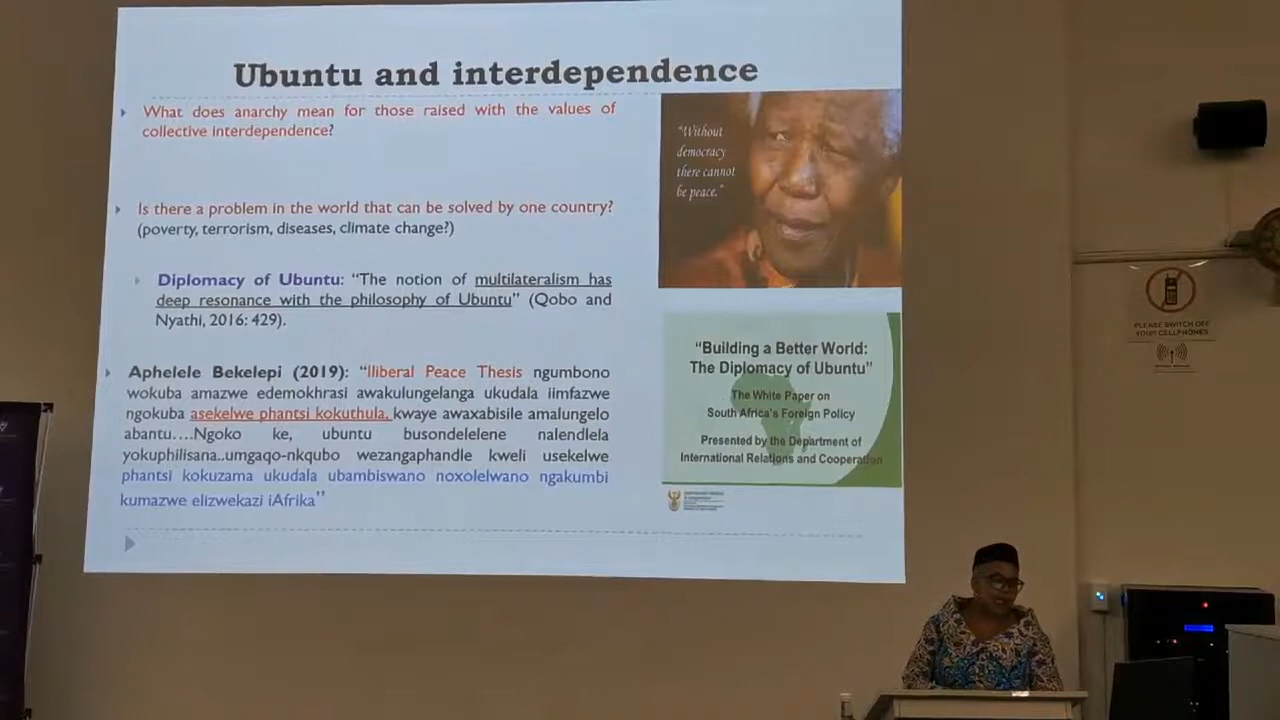 Ubuntu and interdependence
What does anarchy mean for those raised with the values of
collective interdependence?
Is there a problem in the world that can be solved by one country?
(poverty, terrorism, diseases, climate change?)
Diplomacy of Ubuntu: “The notion of multilateralism has
deep resonance with the philosophy of Ubuntu” (Qobo and
Nyathi, 2016: 429).
Aphelele Bekelepi (2019): “Iliberal Peace Thesis ngumbono
wokuba amazwe edemokhrasi awakulungelanga ukudala iimfazwe
ngokuba asekelwe phantsi kokuthula, kwaye awaxabisile amalungelo
abantu….Ngoko ke, ubuntu busondelelene nalendlela
yokuphilisana..umgaqo-nkqubo wezangaphandle kweli usekelwe
phantsi kokuzama ukudala ubambiswano noxolelwano ngakumbi
kumazwe elizwekazi iAfrika”
“Without
democracy
there cannot
be peace.”
“Building a Better World:
The Diplomacy of Ubuntu”
The White Paper on
South Africa's Foreign Policy
Presented by the Department of
International Relations and Cooperation
PLEASE SWITCH OFF
YOUR CELLPHONES